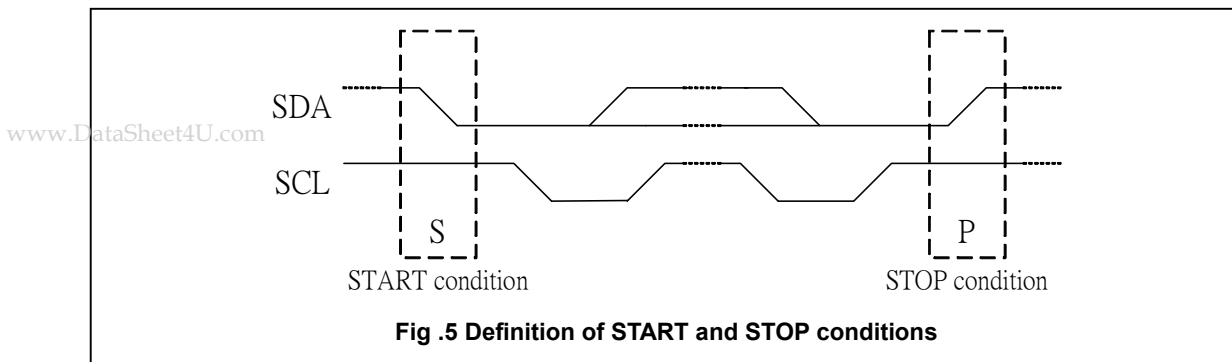 SDA
www.DataSheet4U.com
SCL
S
P
START condition
STOP condition
Fig .5 Definition of START and STOP conditions